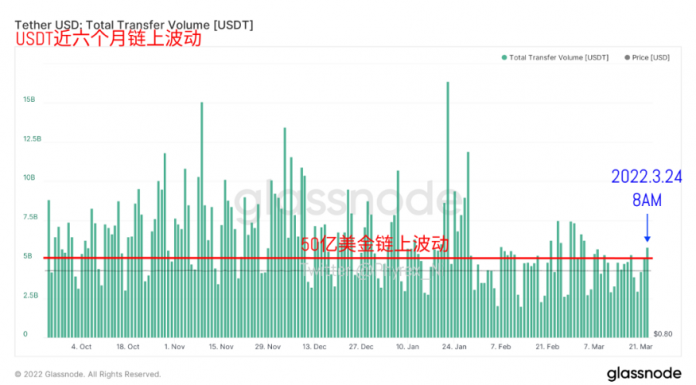 Tether USD: Total Transfer Volume [USDT]
USDT近六个月链上波动
Total Transfer Volume [USDT] Price [USD]
15B
12.5B
10B
7.5B
5B
2.5B
0
glassnode
2022.3.24
8AM
50亿美金链上波动
$0.80
4. Oct 18. Oct 1. Nov 15. Nov 29. Nov 13. Dec 27. Dec 10. Jan 24. Jan 7. Feb 21. Feb 7. Mar 21. Mar
© 2022 Glassnode. All Rights Reserved.
glassnode